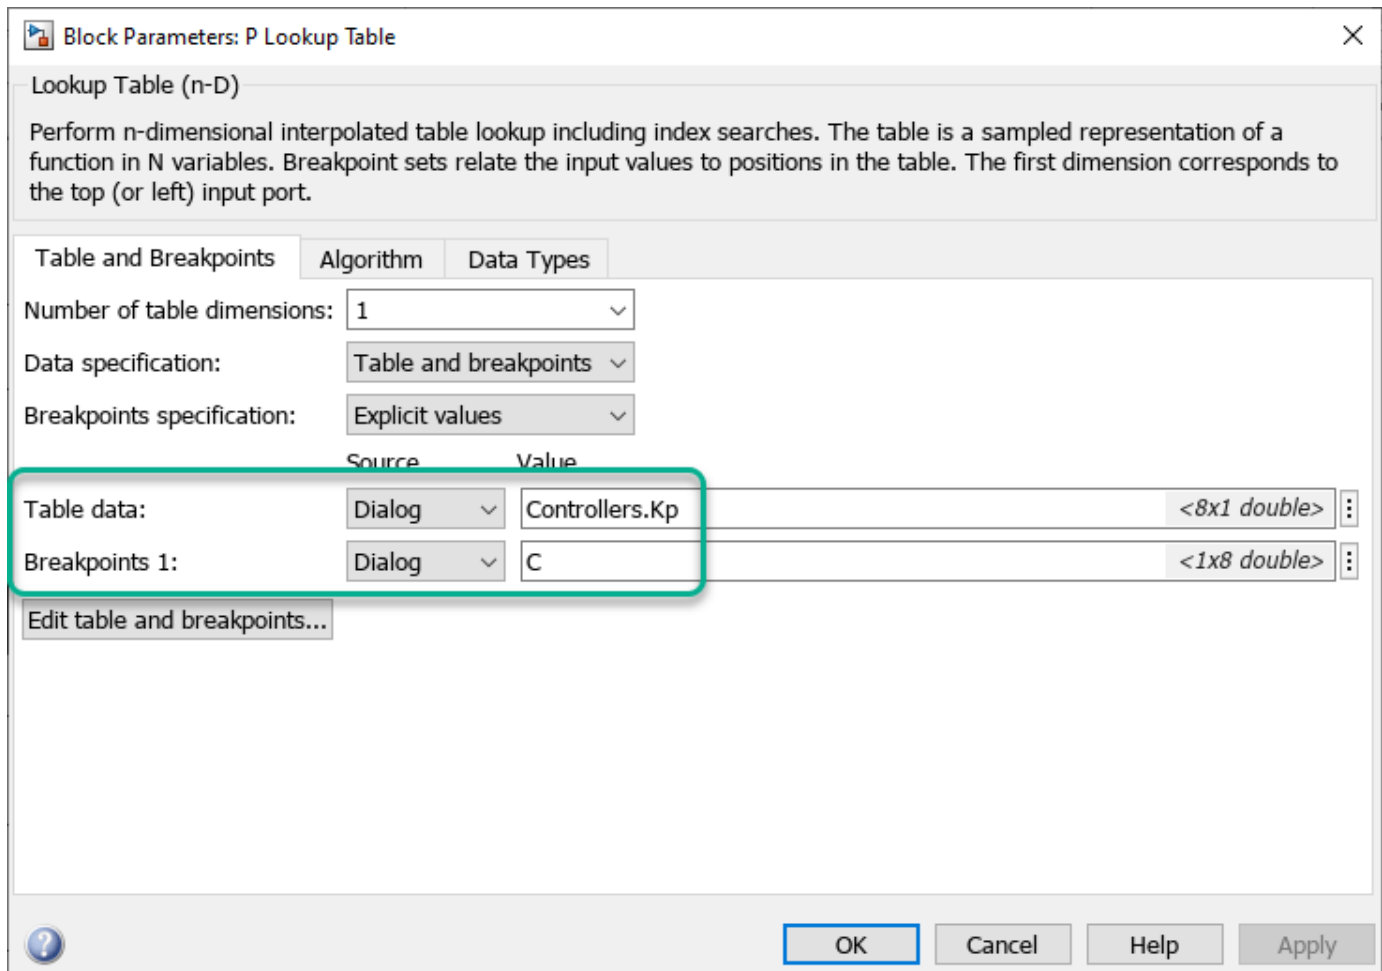 Block Parameters: P Lookup Table
Lookup Table (n-D)
Perform n-dimensional interpolated table lookup including index searches. The table is a sampled representation of a
function in N variables. Breakpoint sets relate the input values to positions in the table. The first dimension corresponds to
the top (or left) input port.
Table and Breakpoints Algorithm Data Types
Number of table dimensions: 1
Data specification: Table and breakpoints
Breakpoints specification: Explicit values
Source Value
Table data: Dialog Controllers.Kp <8x1 double>
Breakpoints 1: Dialog C <1x8 double>
Edit table and breakpoints...
OK Cancel Help Apply